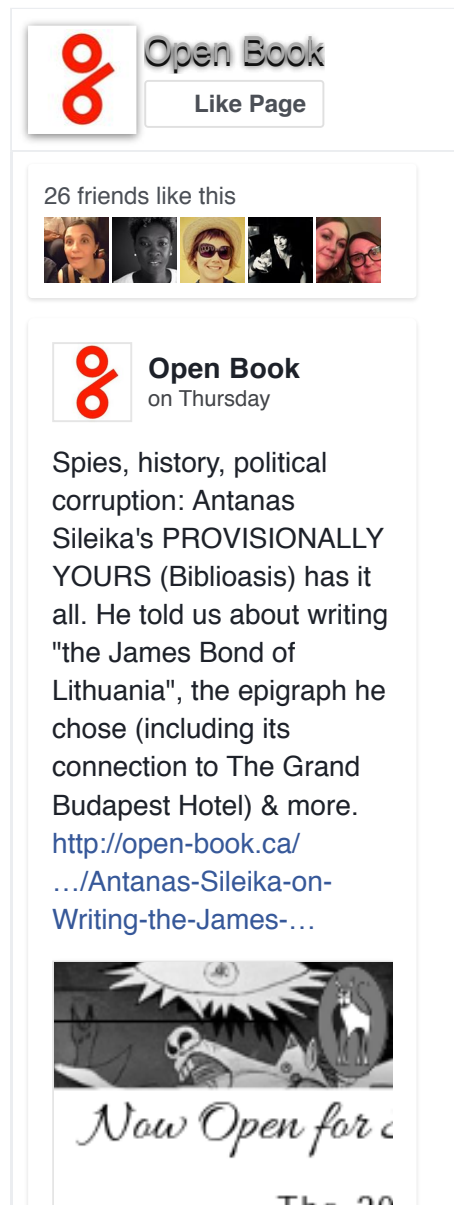 Open Book
Like Page
26 friends like this
Open Book
on Thursday
Spies, history, political
corruption: Antanas
Sileika's PROVISIONALLY
YOURS (Biblioasis) has it
all. He told us about writing
"the James Bond of
Lithuania", the epigraph he
chose (including its
connection to The Grand
Budapest Hotel) & more.
http://open-book.ca/
…/Antanas-Sileika-on-
Writing-the-James-…
Now Open for
The 20